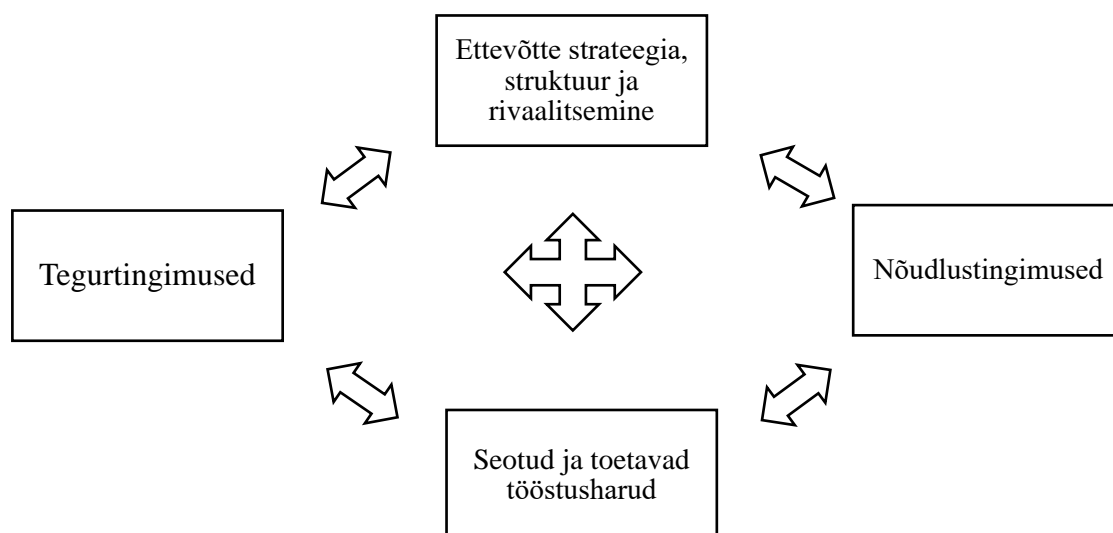 Ettevõtte strateegia,
struktuur ja
rivaalitsemine
Tegurtingimused
Nõudlustingimused
Seotud ja toetavad
tööstusharud